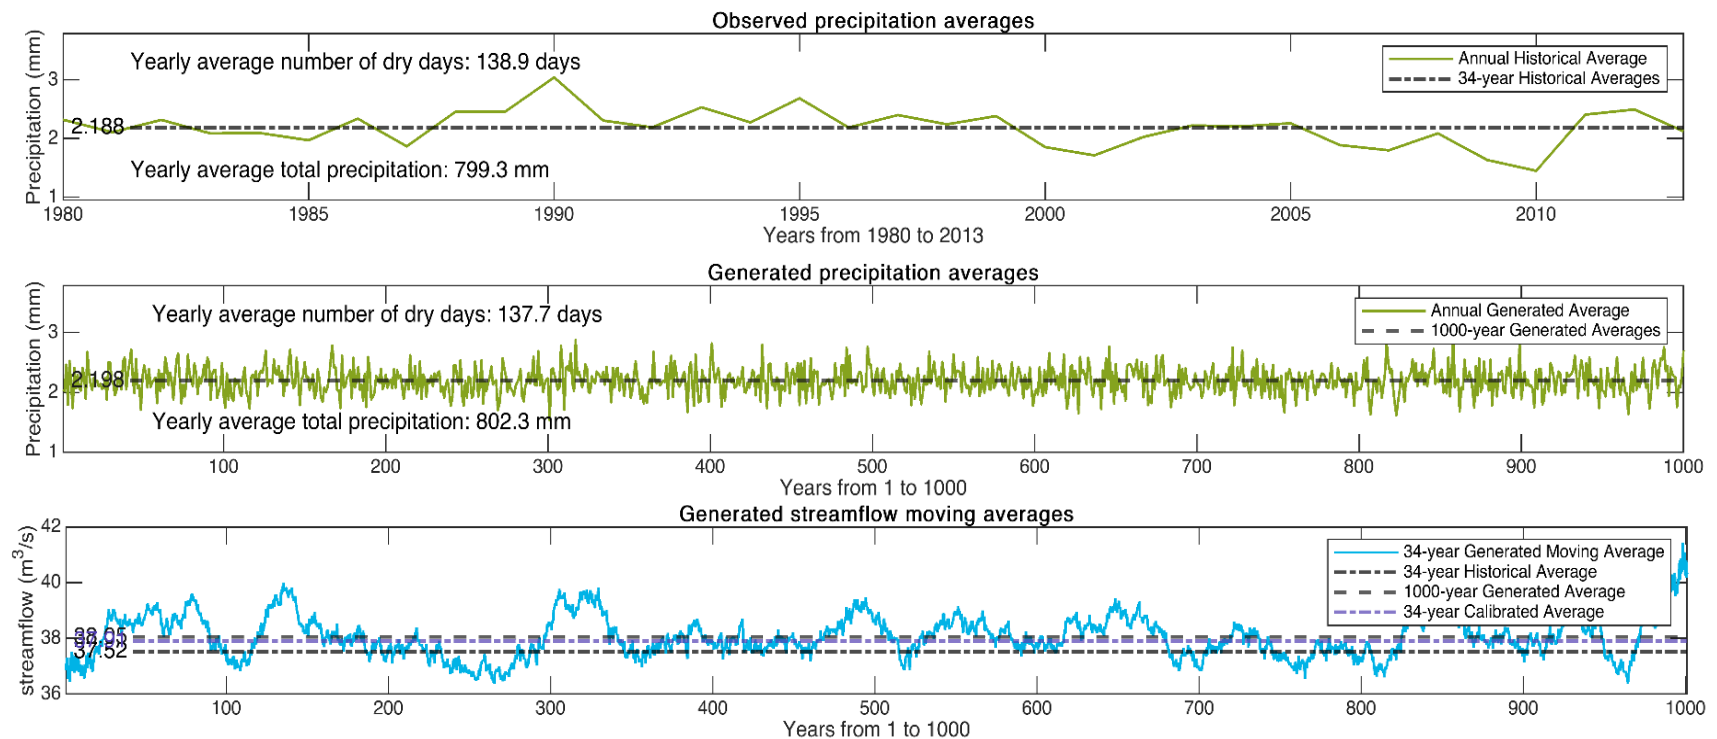 Observed precipitation averages
Precipitation (mm)
3
2
1
Yearly average number of dry days: 138.9 days
2.188
Yearly average total precipitation: 799.3 mm
Annual Historical Average
34-year Historical Averages
1980 1985 1990 1995 2000 2005 2010
Years from 1980 to 2013
Generated precipitation averages
Precipitation (mm)
3
2
1
Yearly average number of dry days: 137.7 days
2.198
Yearly average total precipitation: 802.3 mm
Annual Generated Average
1000-year Generated Averages
100 200 300 400 500 600 700 800 900 1000
Years from 1 to 1000
Generated streamflow moving averages
streamflow (m³/s)
42
40
38
36
38.05
37.52
34-year Generated Moving Average
34-year Historical Average
1000-year Generated Average
34-year Calibrated Average
100 200 300 400 500 600 700 800 900 1000
Years from 1 to 1000